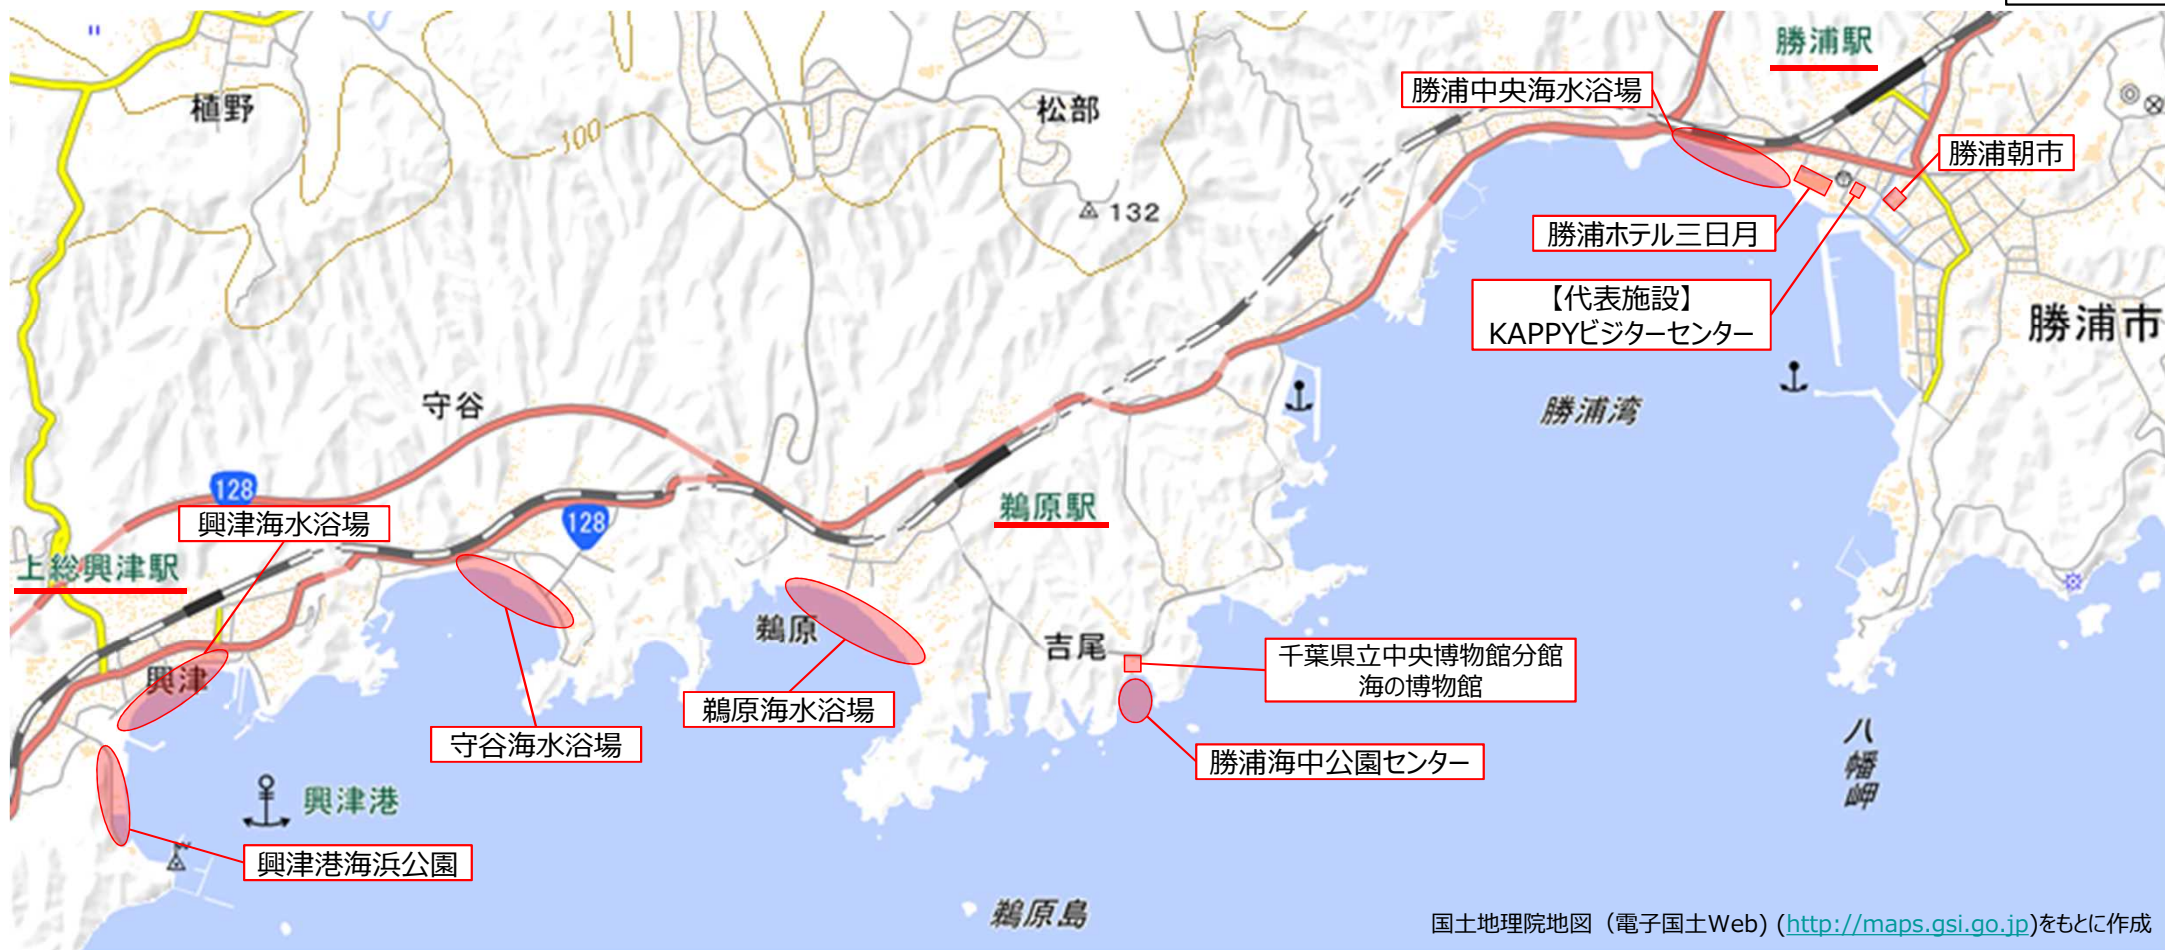 勝浦駅
勝浦中央海水浴場
植野
松部
100
勝浦朝市
132
勝浦ホテル三日月
【代表施設】
KAPPYビジターセンター
勝浦市
守谷
勝浦湾
128
興津海水浴場
鵜原駅
128
上総興津駅
鵜原
吉尾
千葉県立中央博物館分館
海の博物館
興津
鵜原海水浴場
守谷海水浴場
勝浦海中公園センター
八幡岬
興津港
興津港海浜公園
鵜原島
国土地理院地図（電子国土Web）(http://maps.gsi.go.jp)をもとに作成